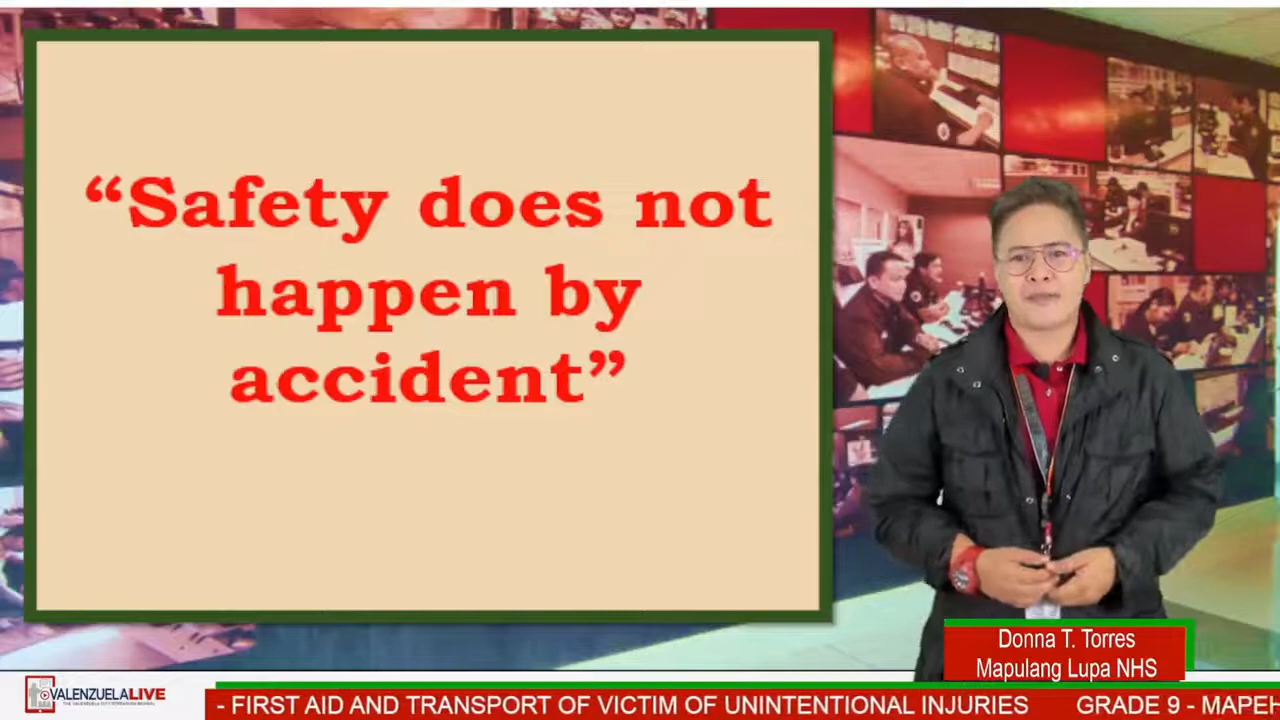 “Safety does not
happen by
accident”
Donna T. Torres
Mapulang Lupa NHS
VALENZUELALIVE
- FIRST AID AND TRANSPORT OF VICTIM OF UNINTENTIONAL INJURIES GRADE 9 - MAPEH